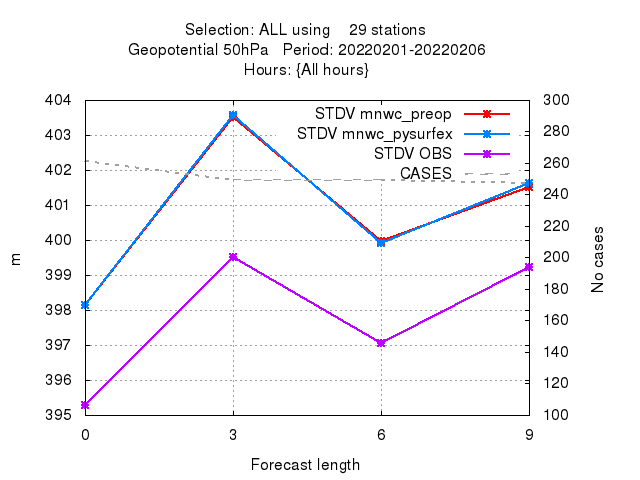 Selection: ALL using    29 stations
Geopotential 50hPa   Period: 20220201-20220206
Hours: {All hours}
STDV mnwc_preop
STDV mnwc_pysurfex
STDV OBS
CASES
404
403
402
401
400
399
398
397
396
395
m
300
280
260
240
220
200
180
160
140
120
100
No cases
0 3 6 9
Forecast length